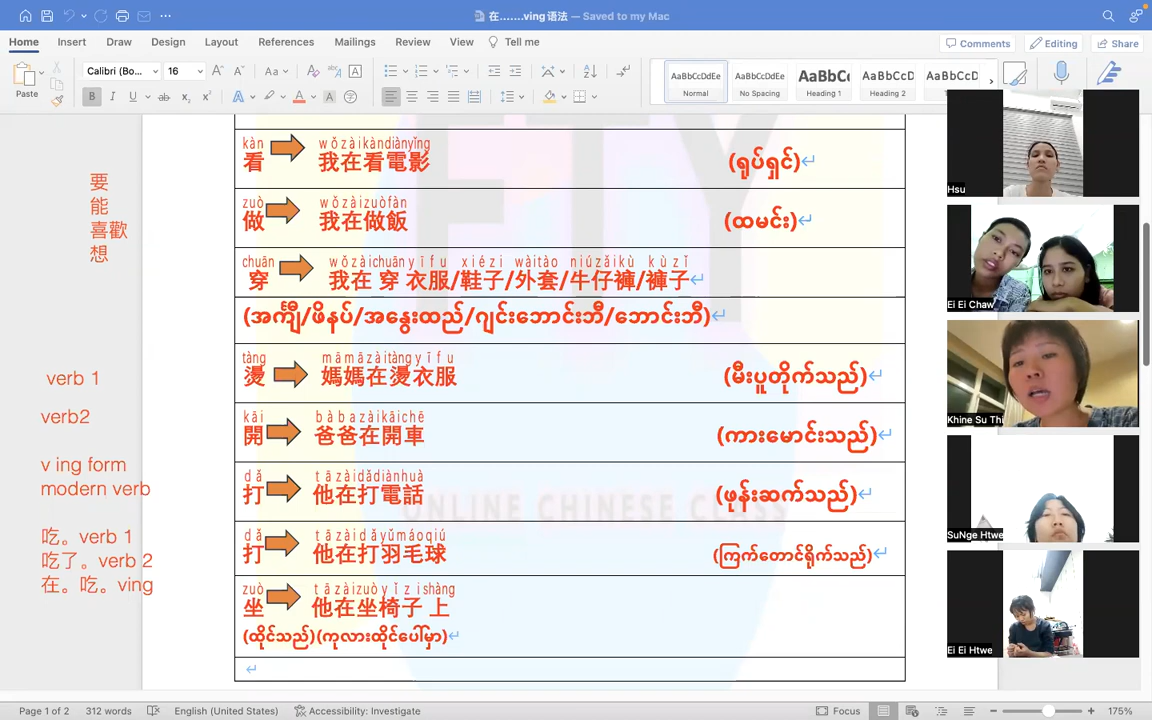 在.......ving 语法 — Saved to my Mac
Home Insert Draw Design Layout References Mailings Review View Tell me
Comments Editing Share
Paste
Calibri (Bo... 16
AaBbCcDdEe AaBbCcDdEe AaBbC( AaBbCcD AaBbCcD
Normal No Spacing Heading 1 Heading 2
要
能
喜歡
想
verb 1
verb2
v ing form
modern verb
吃。verb 1
吃了。verb 2
在。吃。ving
kàn wǒzàikàndiànyǐng
看 我在看電影 (ရုပ်ရှင်)
zuò wǒzàizuòfàn
做 我在做飯 (ထမင်း)
chuān wǒzàichuānyīfu xiézi wàitào niúzǎikù kùzǐ
穿 我在 穿 衣服/鞋子/外套/牛仔褲/褲子
(အင်္ကျီ/ဖိနပ်/အနွေးထည်/ဂျင်းဘောင်းဘီ/ဘောင်းဘီ)
tàng māmāzàitàngyīfu
燙 媽媽在燙衣服 (မီးပူတိုက်သည်)
kāi bàbazàikāichē
開 爸爸在開車 (ကားမောင်းသည်)
dǎ tāzàidǎdiànhuà
打 他在打電話 (ဖုန်းဆက်သည်)
dǎ tāzàidǎyǔmáoqiú
打 他在打羽毛球 (ကြက်တောင်ရိုက်သည်)
zuò tāzàizuòyǐzishàng
坐 他在坐椅子 上
(ထိုင်သည်)(ကုလားထိုင်ပေါ်မှာ)
ONLINE CHINESE CLASS
Hsu
Ei Ei Chaw
Khine Su Thi
SuNge Htwe
Ei Ei Htwe
Page 1 of 2 312 words English (United States) Accessibility: Investigate Focus 175%